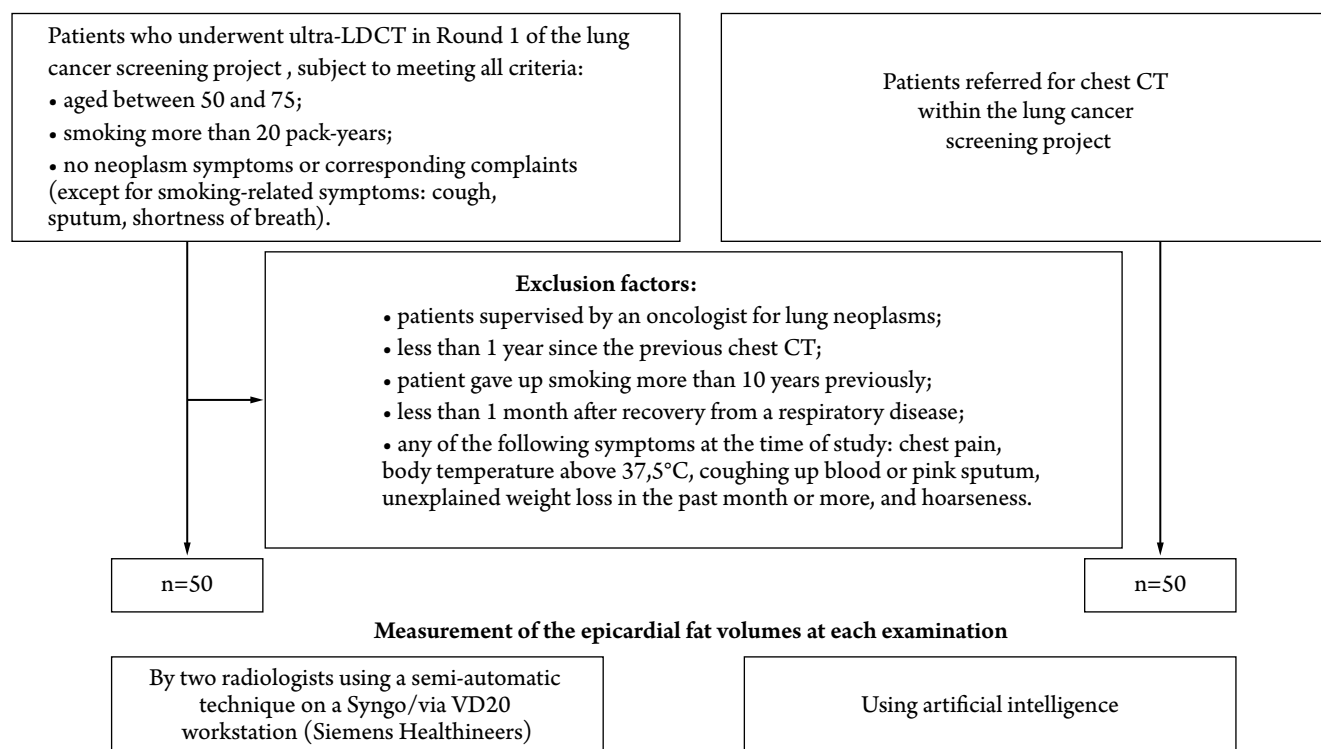 Patients who underwent ultra-LDCT in Round 1 of the lung
cancer screening project , subject to meeting all criteria:
• aged between 50 and 75;
• smoking more than 20 pack-years;
• no neoplasm symptoms or corresponding complaints
(except for smoking-related symptoms: cough,
sputum, shortness of breath).
Patients referred for chest CT
within the lung cancer
screening project
Exclusion factors:
• patients supervised by an oncologist for lung neoplasms;
• less than 1 year since the previous chest CT;
• patient gave up smoking more than 10 years previously;
• less than 1 month after recovery from a respiratory disease;
• any of the following symptoms at the time of study: chest pain,
body temperature above 37,5°C, coughing up blood or pink sputum,
unexplained weight loss in the past month or more, and hoarseness.
n=50
n=50
Measurement of the epicardial fat volumes at each examination
By two radiologists using a semi-automatic
technique on a Syngo/via VD20
workstation (Siemens Healthineers)
Using artificial intelligence